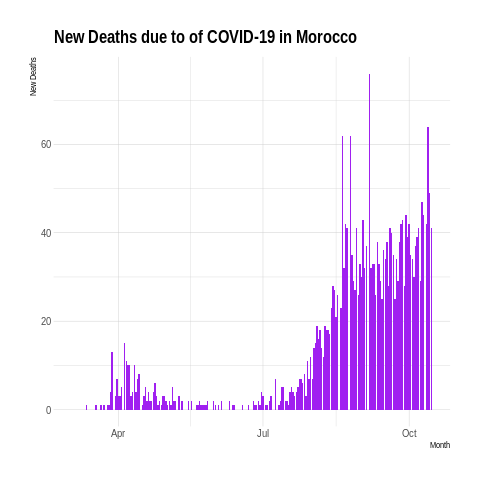 New Deaths due to of COVID-19 in Morocco
New Deaths
60
40
20
0
Apr
Jul
Oct
Month